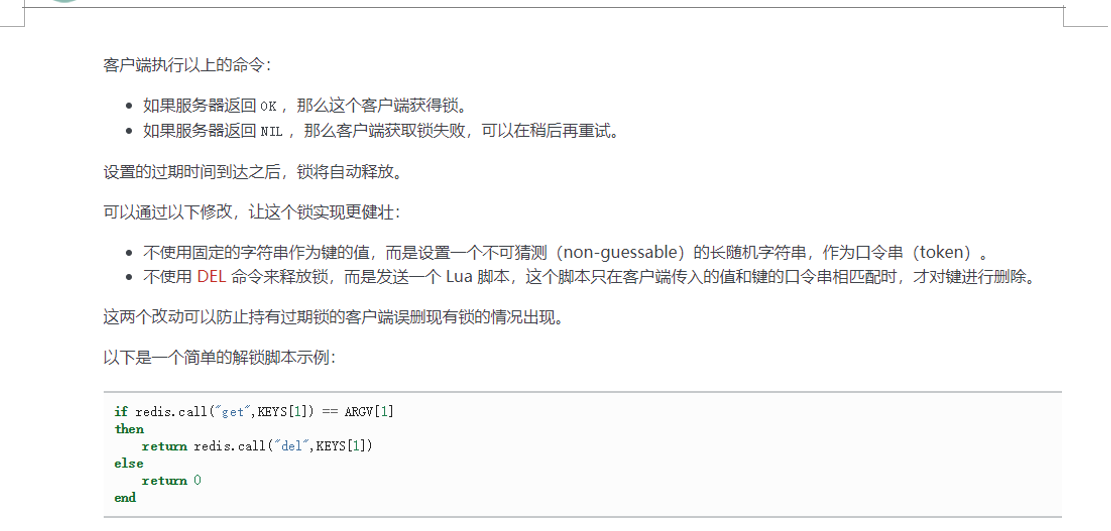 客户端执行以上的命令：
如果服务器返回 OK ，那么这个客户端获得锁。
如果服务器返回 NIL ，那么客户端获取锁失败，可以在稍后再重试。
设置的过期时间到达之后，锁将自动释放。
可以通过以下修改，让这个锁实现更健壮：
不使用固定的字符串作为键的值，而是设置一个不可猜测（non-guessable）的长随机字符串，作为口令串（token）。
不使用 DEL 命令来释放锁，而是发送一个 Lua 脚本，这个脚本只在客户端传入的值和键的口令串相匹配时，才对键进行删除。
这两个改动可以防止持有过期锁的客户端误删现有锁的情况出现。
以下是一个简单的解锁脚本示例：
if redis.call("get",KEYS[1]) == ARGV[1]
then
    return redis.call("del",KEYS[1])
else
    return 0
end